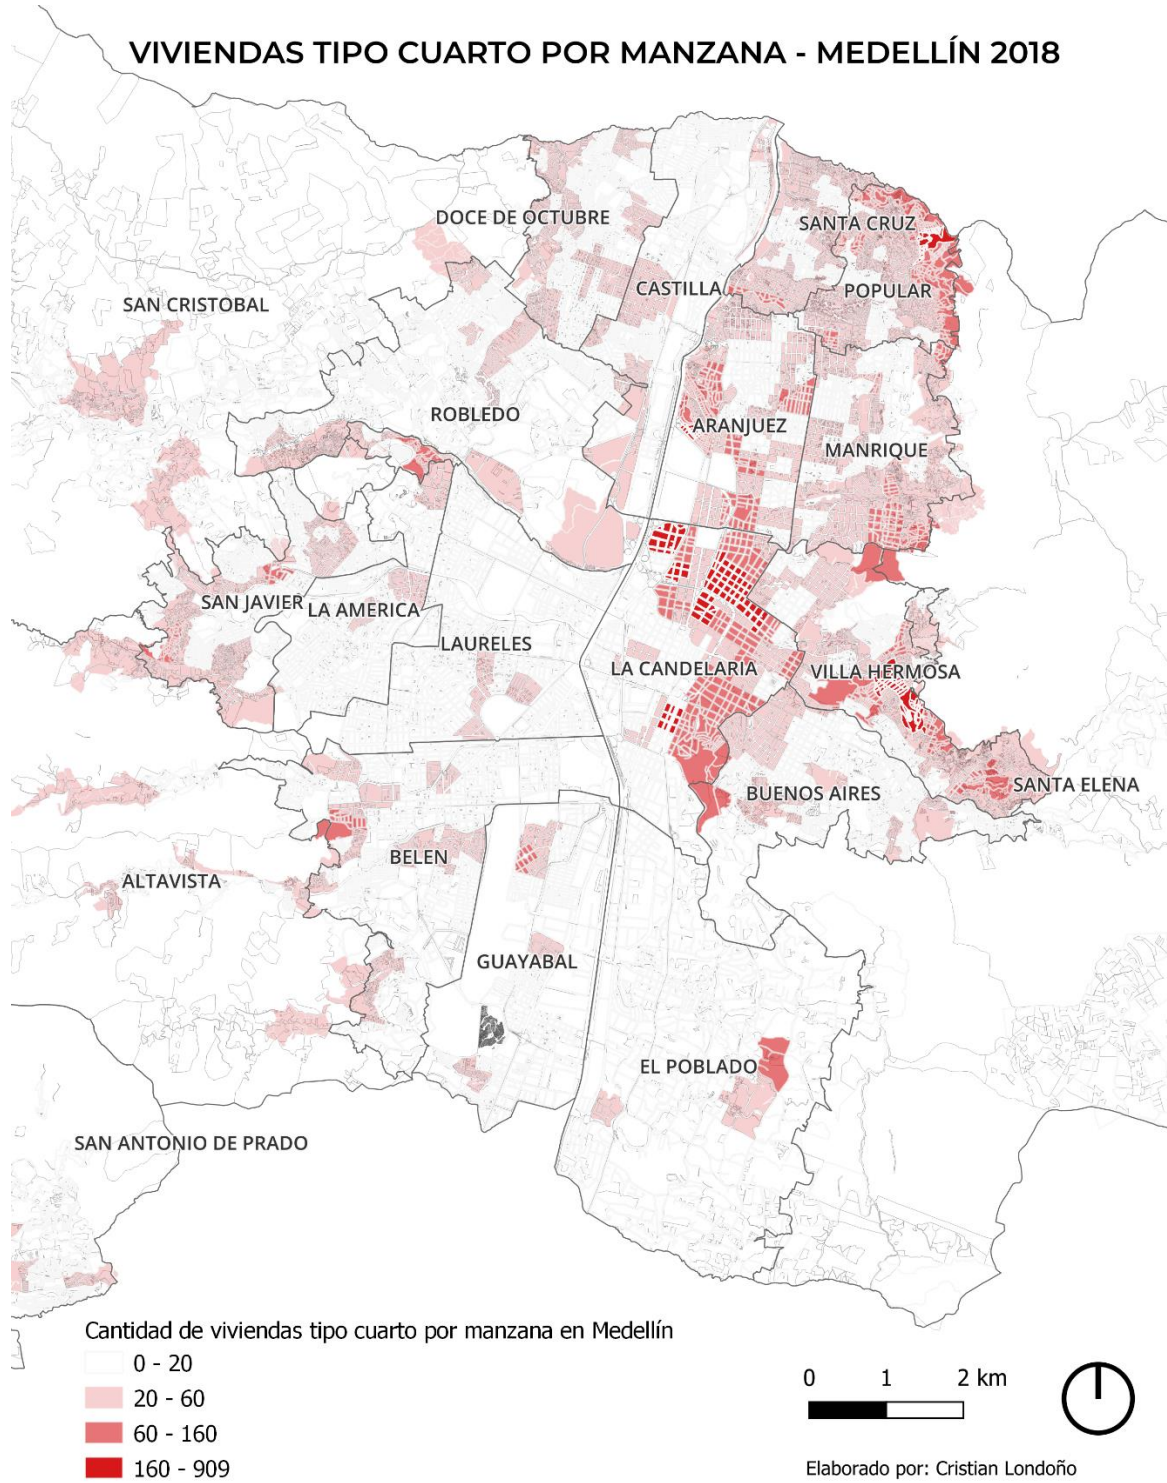 VIVIENDAS TIPO CUARTO POR MANZANA - MEDELLÍN 2018
DOCE DE OCTUBRE
SANTA CRUZ
CASTILLA
POPULAR
SAN CRISTOBAL
ROBLEDO
ARANJUEZ
MANRIQUE
SAN JAVIER
LA AMERICA
LAURELES
LA CANDELARIA
VILLA HERMOSA
BUENOS AIRES
SANTA ELENA
BELEN
ALTAVISTA
GUAYABAL
EL POBLADO
SAN ANTONIO DE PRADO
Cantidad de viviendas tipo cuarto por manzana en Medellín
0 - 20
20 - 60
60 - 160
160 - 909
0 1 2 km
Elaborado por: Cristian Londoño